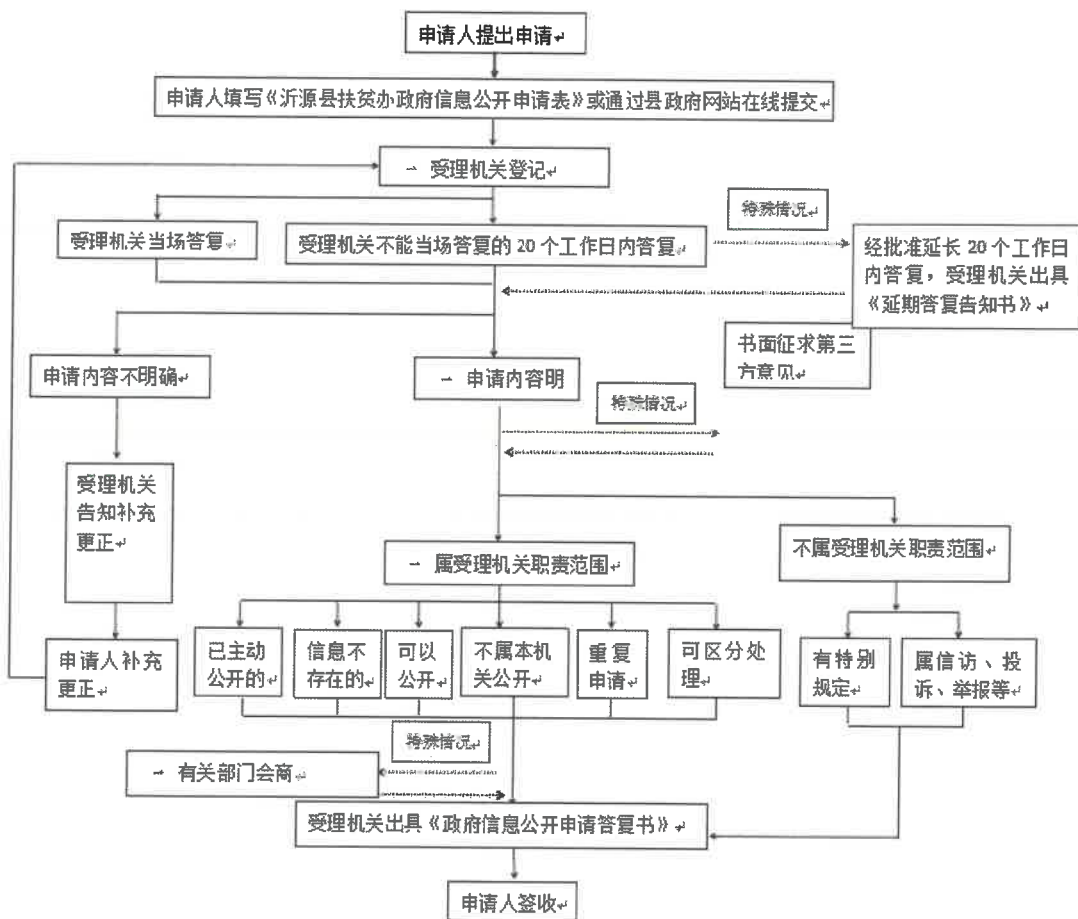 申请人提出申请
申请人填写《沂源县扶贫办政府信息公开申请表》或通过县政府网站在线提交
一 受理机关登记
特殊情况
受理机关当场答复
受理机关不能当场答复的 20 个工作日内答复
经批准延长 20 个工作日
内答复，受理机关出具
《延期答复告知书》
书面征求第三
方意见
申请内容不明确
一 申请内容明
特殊情况
受理机关
告知补充
更正
不属受理机关职责范围
一 属受理机关职责范围
已主动
公开的
信息不
存在的
可以
公开
不属本机
关公开
重复
申请
可区分处
理
有特别
规定
属信访、投
诉、举报等
申请人补充
更正
特殊情况
一 有关部门会商
受理机关出具《政府信息公开申请答复书》
申请人签收